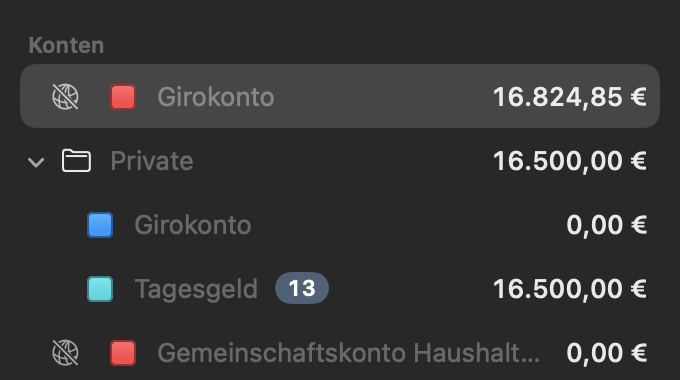 Konten
Girokonto 16.824,85 €
Private 16.500,00 €
Girokonto 0,00 €
Tagesgeld 13 16.500,00 €
Gemeinschaftskonto Haushalt... 0,00 €